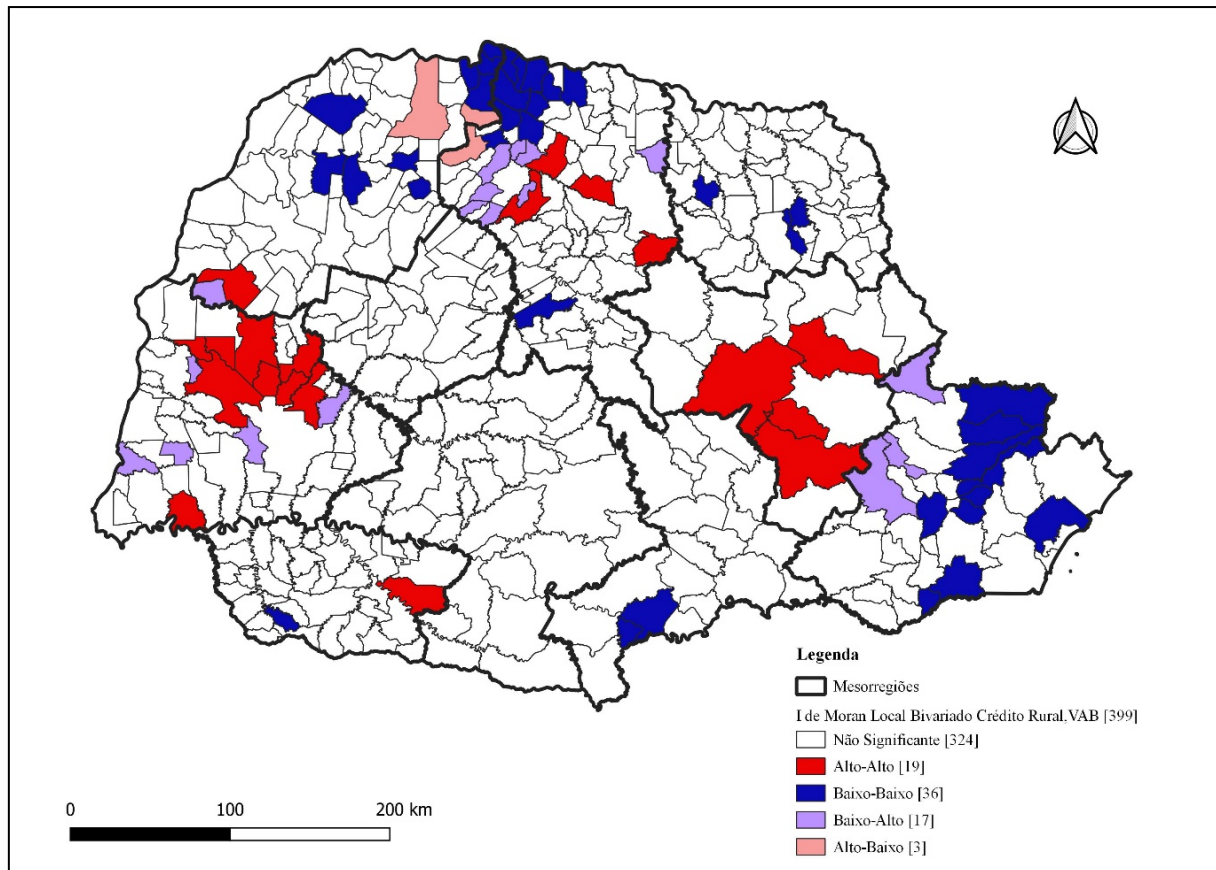 Legenda
Mesorregiões
I de Moran Local Bivariado Crédito Rural,VAB [399]
Não Significante [324]
Alto-Alto [19]
Baixo-Baixo [36]
Baixo-Alto [17]
Alto-Baixo [3]
0 100 200 km